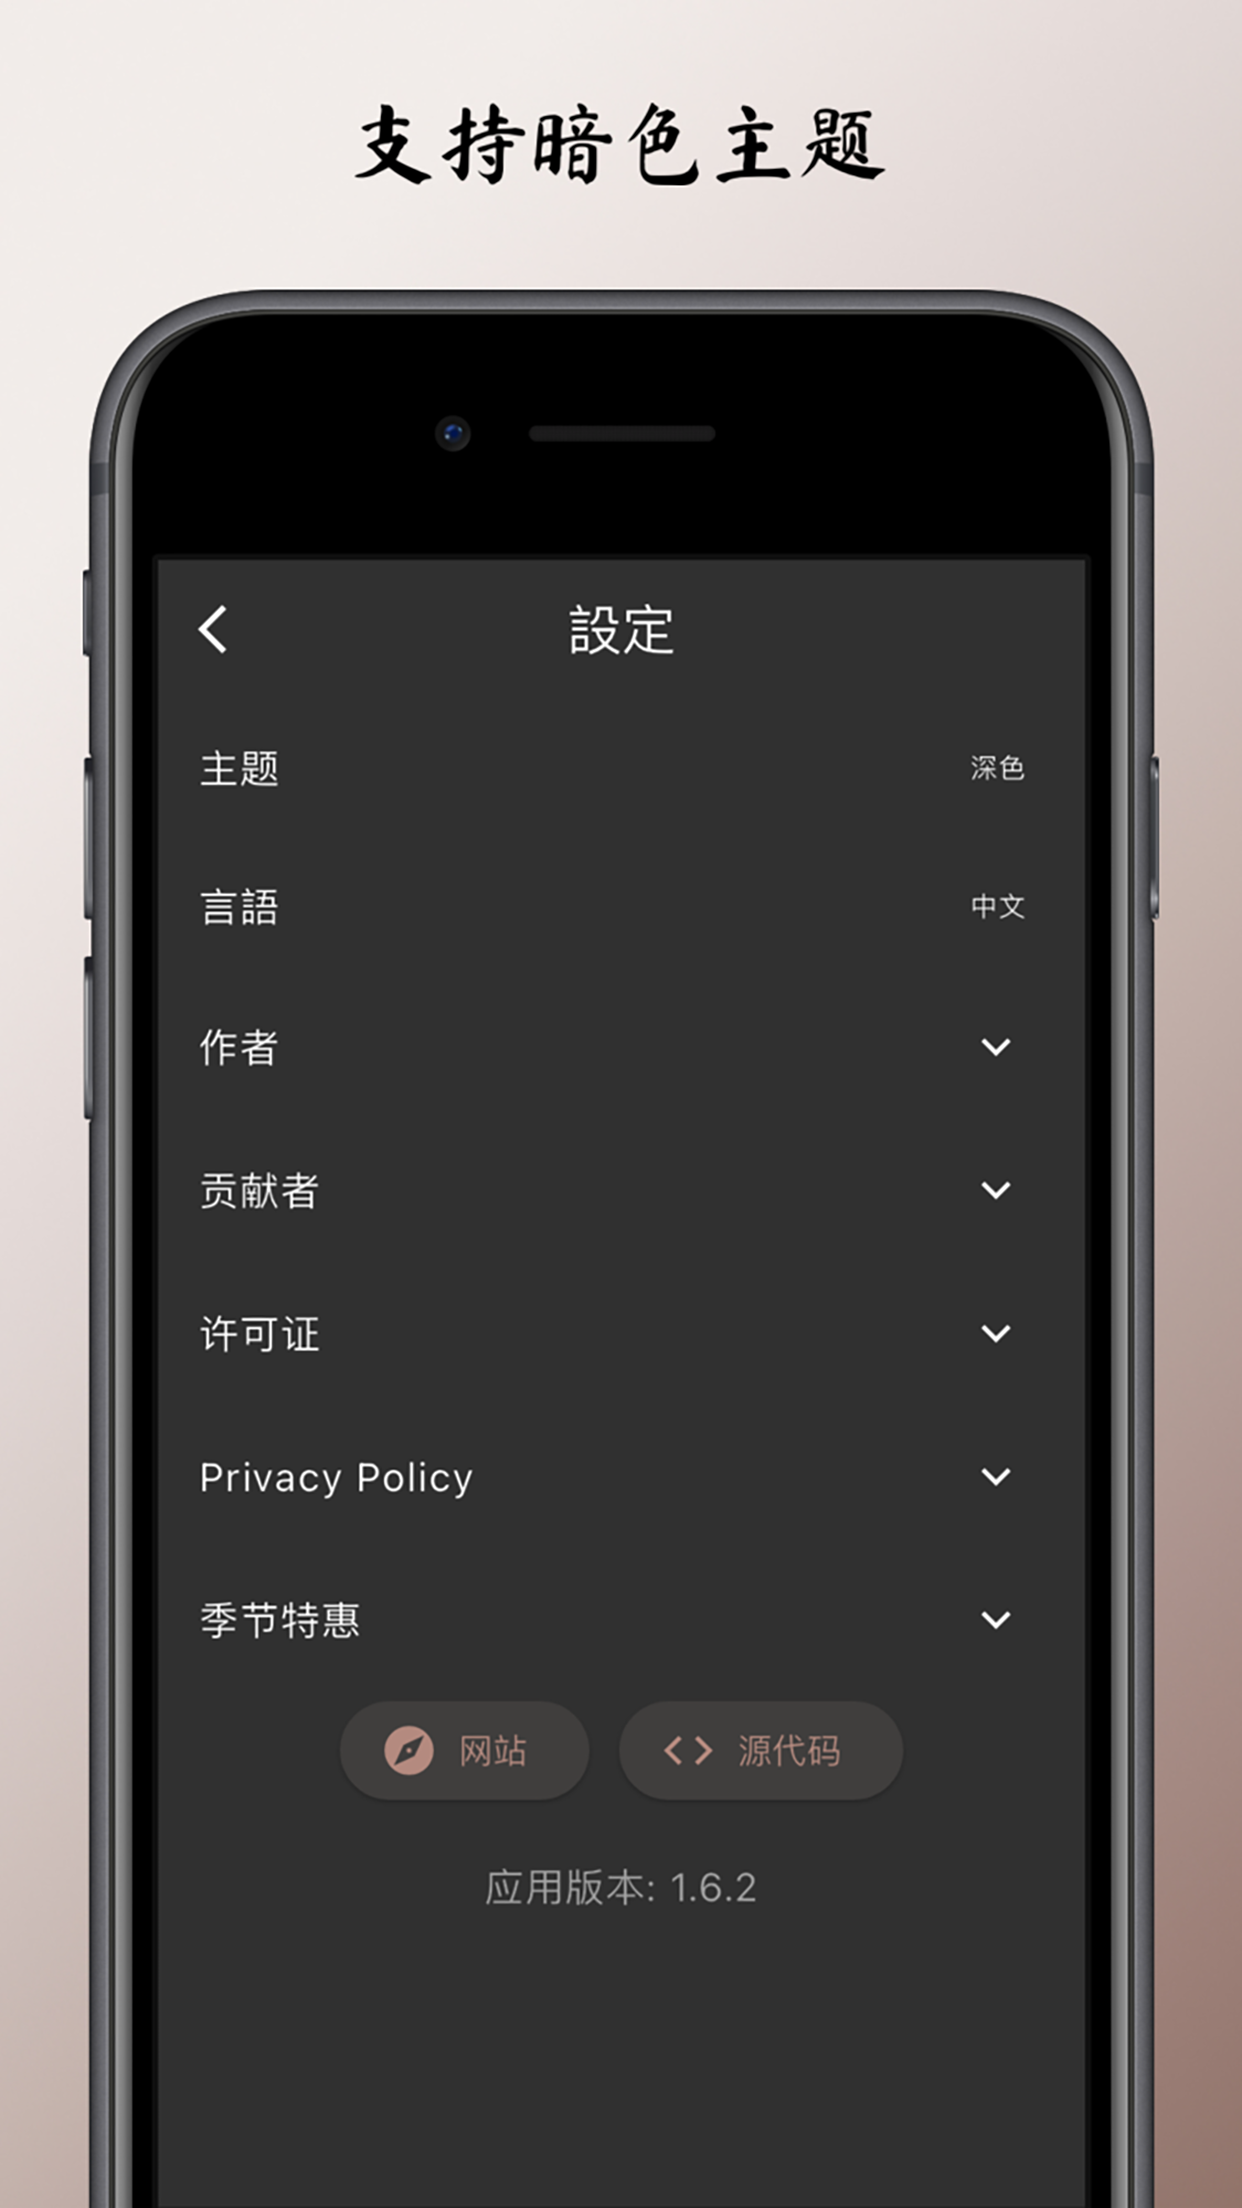 支持暗色主题
設定
主题 深色
言語 中文
作者
贡献者
许可证
Privacy Policy
季节特惠
网站 源代码
应用版本: 1.6.2